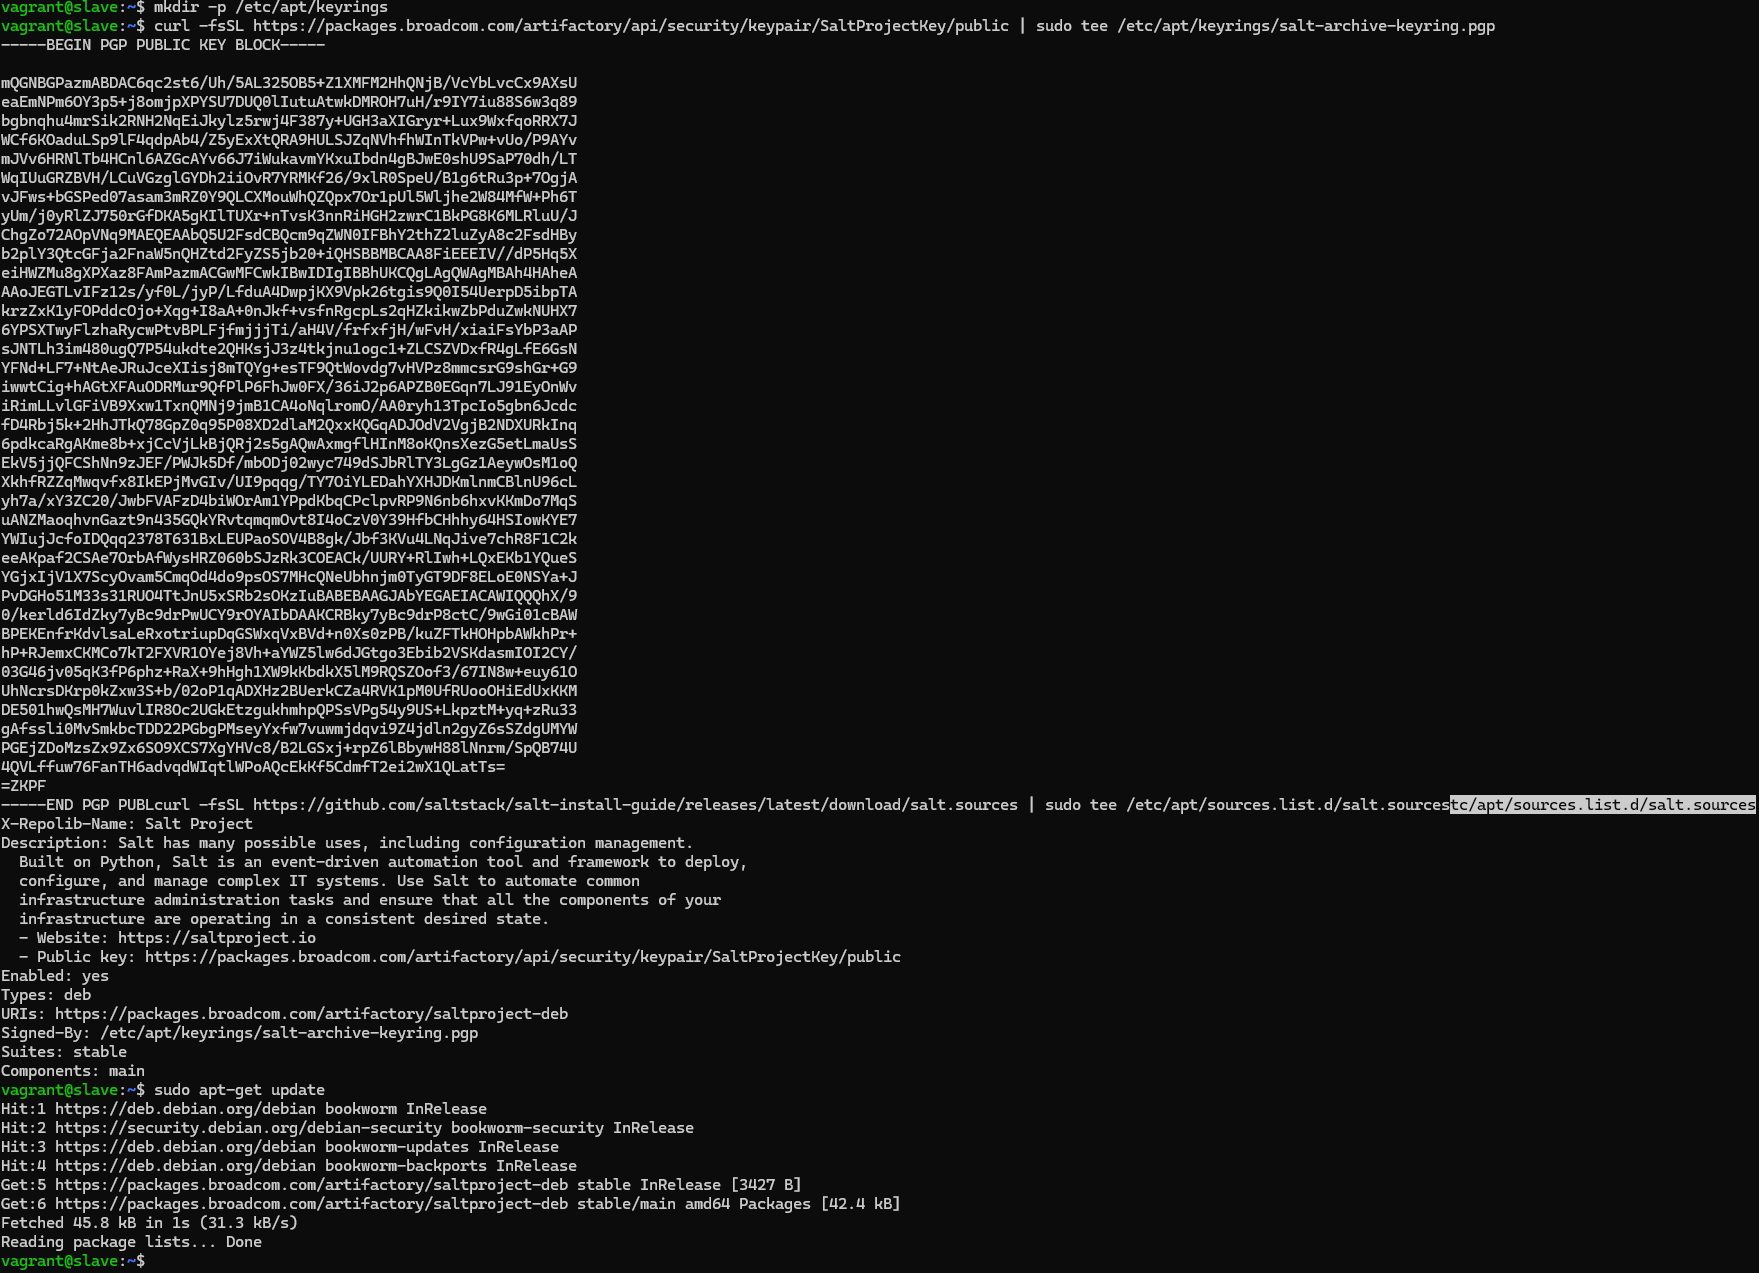 vagrant@slave:~$ mkdir -p /etc/apt/keyrings
vagrant@slave:~$ curl -fsSL https://packages.broadcom.com/artifactory/api/security/keypair/SaltProjectKey/public | sudo tee /etc/apt/keyrings/salt-archive-keyring.pgp
-----BEGIN PGP PUBLIC KEY BLOCK-----

mQGNBGPazmABDAC6qc2st6/Uh/5AL325OB5+Z1XMFM2HhQNjB/VcYbLvcCx9AXsU
eaEmNPm6OY3p5+j8omjpXPYSU7DUQ0lIutuAtwkDMROH7uH/r9IY7iu88S6w3q89
bgbnqhu4mrSik2RNH2NqEiJkylz5rwj4F387y+UGH3aXIGryr+Lux9WxfqoRRX7J
WCf6KOaduLSp9lF4qdpAb4/Z5yExXtQRA9HULSJZqNVhfhWInTkVPw+vUo/P9AYv
mJVv6HRNlTb4HCnl6AZGcAYv66J7iWukavmYKxuIbdn4gBJwE0shU9SaP70dh/LT
WqIUuGRZBVH/LCuVGzglGYDh2iiOvR7YRMKf26/9xlR0SpeU/B1g6tRu3p+7OgjA
vJFws+bGSPed07asam3mRZ0Y9QLCXMouWhQZQpx7Or1pUl5Wljhe2W84MfW+Ph6T
yUm/j0yRlZJ750rGfDKA5gKIlTUXr+nTvsK3nnRiHGH2zwrC1BkPG8K6MLRluU/J
ChgZo72AOpVNq9MAEQEAAbQ5U2FsdCBQcm9qZWN0IFBhY2thZ2luZyA8c2FsdHBy
b2plY3QtcGFja2FnaW5nQHZtd2FyZS5jb20+iQHSBBMBCAA8FiEEEIV//dP5Hq5X
eiHWZMu8gXPXaz8FAmPazmACGwMFCwkIBwIDIgIBBhUKCQgLAgQWAgMBAh4HAheA
AAoJEGTLvIFz12s/yf0L/jyP/LfduA4DwpjKX9Vpk26tgis9Q0I54UerpD5ibpTA
krzZxK1yFOPddcOjo+Xqg+I8aA+0nJkf+vsfnRgcpLs2qHZkikwZbPduZwkNUHX7
6YPSXTwyFlzhaRycwPtvBPLFjfmjjjTi/aH4V/frfxfjH/wFvH/xiaiFsYbP3aAP
sJNTLh3im480ugQ7P54ukdte2QHKsjJ3z4tkjnu1ogc1+ZLCSZVDxfR4gLfE6GsN
YFNd+LF7+NtAeJRuJceXIisj8mTQYg+esTF9QtWovdg7vHVPz8mmcsrG9shGr+G9
iwwtCig+hAGtXFAuODRMur9QfPlP6FhJw0FX/36iJ2p6APZB0EGqn7LJ91EyOnWv
iRimLLvlGFiVB9Xxw1TxnQMNj9jmB1CA4oNqlromO/AA0ryh13TpcIo5gbn6Jcdc
fD4Rbj5k+2HhJTkQ78GpZ0q95P08XD2dlaM2QxxKQGqADJOdV2VgjB2NDXURkInq
6pdkcaRgAKme8b+xjCcVjLkBjQRj2s5gAQwAxmgflHInM8oKQnsXezG5etLmaUsS
EkV5jjQFCShNn9zJEF/PWJk5Df/mbODj02wyc749dSJbRlTY3LgGz1AeywOsM1oQ
XkhfRZZqMwqvfx8IkEPjMvGIv/UI9pqqg/TY7OiYLEDahYXHJDKmlnmCBlnU96cL
yh7a/xY3ZC20/JwbFVAFzD4biWOrAm1YPpdKbqCPclpvRP9N6nb6hxvKKmDo7MqS
uANZMaoqhvnGazt9n435GQkYRvtqmqmOvt8I4oCzV0Y39HfbCHhhy64HSIowKYE7
YWIujJcfoIDQqq2378T631BxLEUPaoSOV4B8gk/Jbf3KVu4LNqJive7chR8F1C2k
eeAKpaf2CSAe7OrbAfWysHRZ060bSJzRk3COEACk/UURY+RlIwh+LQxEKb1YQueS
YGjxIjV1X7ScyOvam5CmqOd4do9psOS7MHcQNeUbhnjm0TyGT9DF8ELoE0NSYa+J
PvDGHo51M33s31RUO4TtJnU5xSRb2sOKzIuBABEBAAGJAbYEGAEIACAWIQQQhX/9
0/kerld6IdZky7yBc9drPwUCY9rOYAIbDAAKCRBky7yBc9drP8ctC/9wGi01cBAW
BPEKEnfrKdvlsaLeRxotriupDqGSWxqVxBVd+n0Xs0zPB/kuZFTkHOHpbAWkhPr+
hP+RJemxCKMCo7kT2FXVR1OYej8Vh+aYWZ5lw6dJGtgo3Ebib2VSKdasmIOI2CY/
03G46jv05qK3fP6phz+RaX+9hHgh1XW9kKbdkX5lM9RQSZOof3/67IN8w+euy61O
UhNcrsDKrp0kZxw3S+b/02oP1qADXHz2BUerkCZa4RVK1pM0UfRUooOHiEdUxKKM
DE501hwQsMH7WuvlIR8Oc2UGkEtzgukhmhpQPSsVPg54y9US+LkpztM+yq+zRu33
gAfssli0MvSmkbcTDD22PGbgPMseyYxfw7vuwmjdqvi9Z4jdln2gyZ6sSZdgUMYW
PGEjZDoMzsZx9Zx6SO9XCS7XgYHVc8/B2LGSxj+rpZ6lBbywH88lNnrm/SpQB74U
4QVLffuw76FanTH6advqdWIqtlWPoAQcEkKf5CdmfT2ei2wX1QLatTs=
=ZKPF
-----END PGP PUBLcurl -fsSL https://github.com/saltstack/salt-install-guide/releases/latest/download/salt.sources | sudo tee /etc/apt/sources.list.d/salt.sourcestc/apt/sources.list.d/salt.sources
X-Repolib-Name: Salt Project
Description: Salt has many possible uses, including configuration management.
  Built on Python, Salt is an event-driven automation tool and framework to deploy,
  configure, and manage complex IT systems. Use Salt to automate common
  infrastructure administration tasks and ensure that all the components of your
  infrastructure are operating in a consistent desired state.
  - Website: https://saltproject.io
  - Public key: https://packages.broadcom.com/artifactory/api/security/keypair/SaltProjectKey/public
Enabled: yes
Types: deb
URIs: https://packages.broadcom.com/artifactory/saltproject-deb
Signed-By: /etc/apt/keyrings/salt-archive-keyring.pgp
Suites: stable
Components: main
vagrant@slave:~$ sudo apt-get update
Hit:1 https://deb.debian.org/debian bookworm InRelease
Hit:2 https://security.debian.org/debian-security bookworm-security InRelease
Hit:3 https://deb.debian.org/debian bookworm-updates InRelease
Hit:4 https://deb.debian.org/debian bookworm-backports InRelease
Get:5 https://packages.broadcom.com/artifactory/saltproject-deb stable InRelease [3427 B]
Get:6 https://packages.broadcom.com/artifactory/saltproject-deb stable/main amd64 Packages [42.4 kB]
Fetched 45.8 kB in 1s (31.3 kB/s)
Reading package lists... Done
vagrant@slave:~$